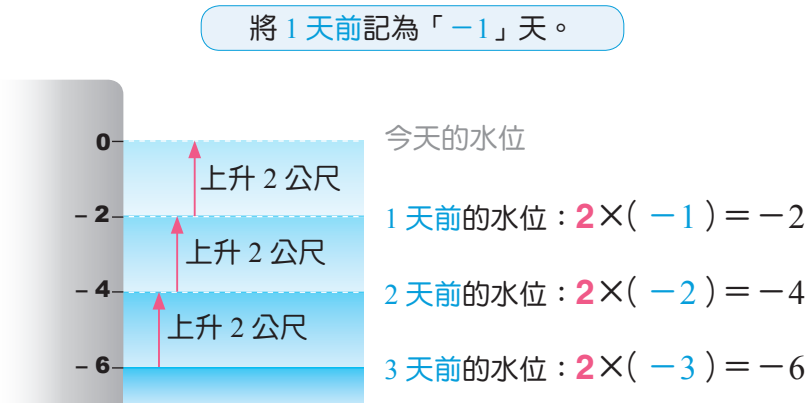 將 1 天前記為「－1」天。
0 今天的水位
上升 2 公尺
－2 1 天前的水位：2×( －1 )＝－2
上升 2 公尺
－4 2 天前的水位：2×( －2 )＝－4
上升 2 公尺
－6 3 天前的水位：2×( －3 )＝－6